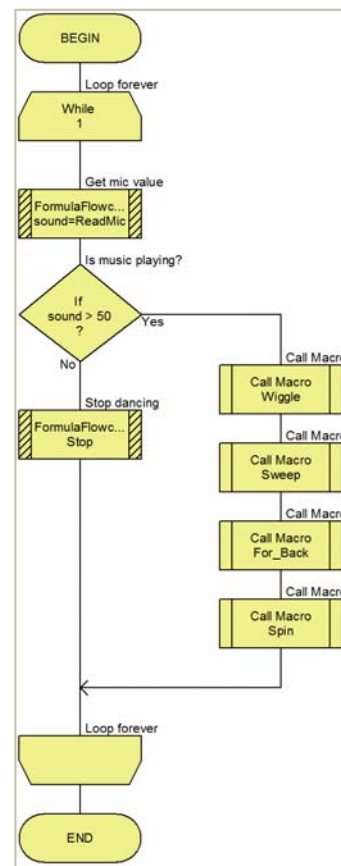 BEGIN
Loop forever
While
1
Get mic value
FormulaFlowc...
sound=ReadMic
Is music playing?
If
sound > 50
?
Yes
No
Call Macro
Call Macro
Wiggle
Call Macro
Call Macro
Sweep
Call Macro
Call Macro
For_Back
Call Macro
Call Macro
Spin
Stop dancing
FormulaFlowc...
Stop
Loop forever
END